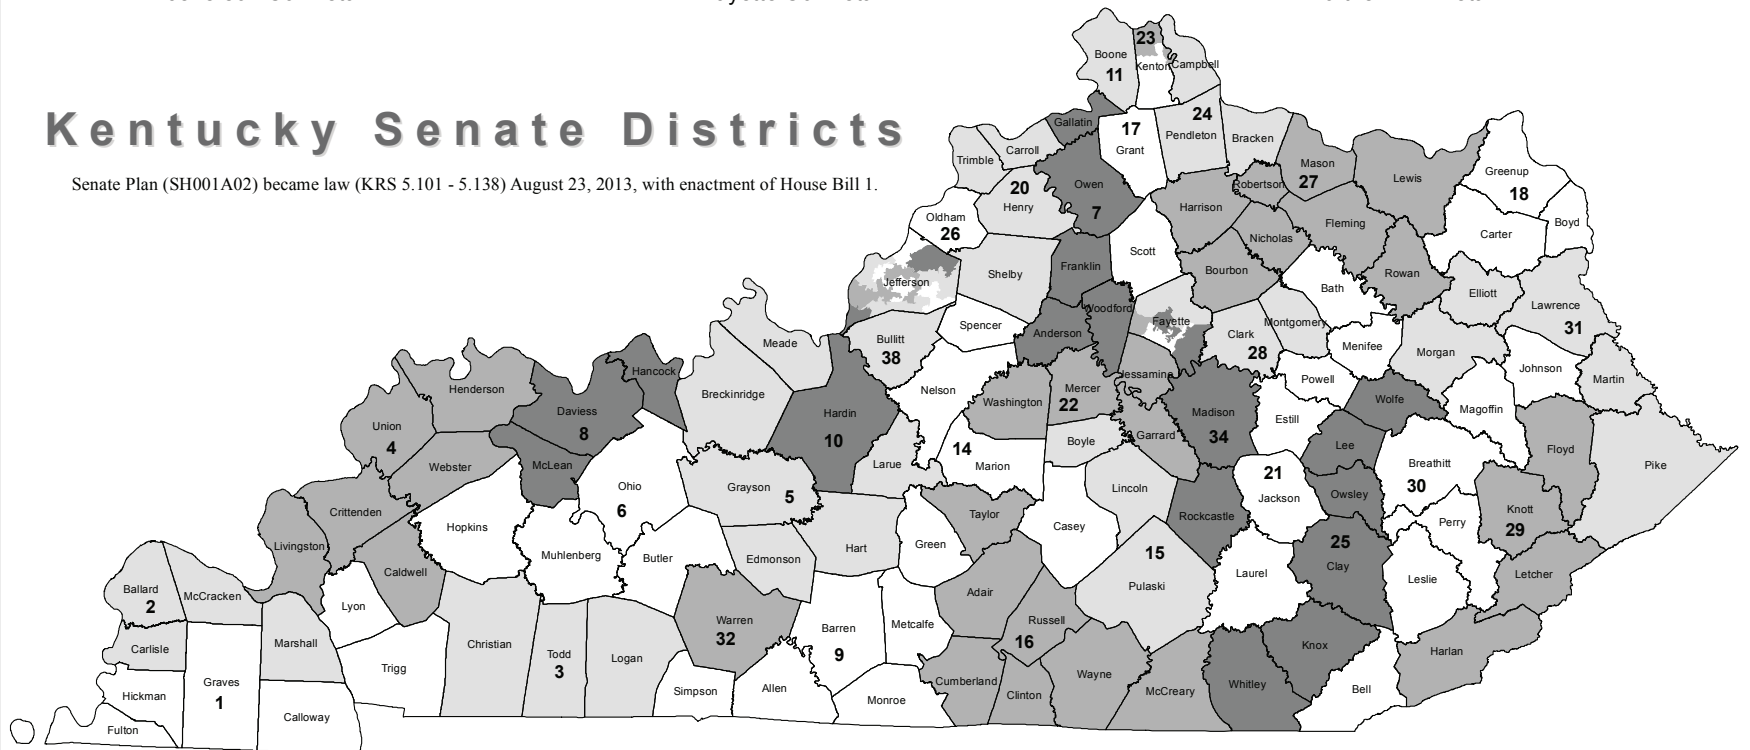 Kentucky Senate Districts
Senate Plan (SH001A02) became law (KRS 5.101 - 5.138) August 23, 2013, with enactment of House Bill 1.
23
Boone
11
Kenton
Campbell
Gallatin
17
Grant
24
Pendleton
Bracken
Trimble
Carroll
Mason
27
Lewis
Greenup
18
20
Henry
Owen
7
Robertson
Harrison
Fleming
Oldham
26
Nicholas
Carter
Boyd
Jefferson
Shelby
Franklin
Scott
Bourbon
Bath
Rowan
Elliott
Lawrence
31
Woodford
Fayette
Spencer
Anderson
Clark
28
Montgomery
Menifee
Morgan
Meade
Bullitt
38
Johnson
Martin
Hancock
Henderson
Breckinridge
Nelson
Jessamine
Powell
Wolfe
Magoffin
Daviess
8
Hardin
10
Washington
Mercer
22
Madison
34
Estill
Union
4
Garrard
Lee
Floyd
Boyle
Webster
McLean
Larue
14
Marion
21
Jackson
Breathitt
30
Pike
Ohio
6
Grayson
5
Lincoln
Owsley
Crittenden
Taylor
Rockcastle
Knott
29
Perry
Hopkins
Casey
Livingston
Muhlenberg
Butler
Edmonson
Hart
Green
15
Pulaski
25
Clay
Laurel
Leslie
Letcher
Caldwell
Ballard
2
McCracken
Lyon
Adair
Warren
32
Barren
9
Metcalfe
Russell
16
Carlisle
Marshall
Christian
Todd
3
Logan
Knox
Harlan
Trigg
Graves
1
Hickman
Simpson
Allen
Monroe
Cumberland
Clinton
Wayne
McCreary
Whitley
Bell
Calloway
Fulton